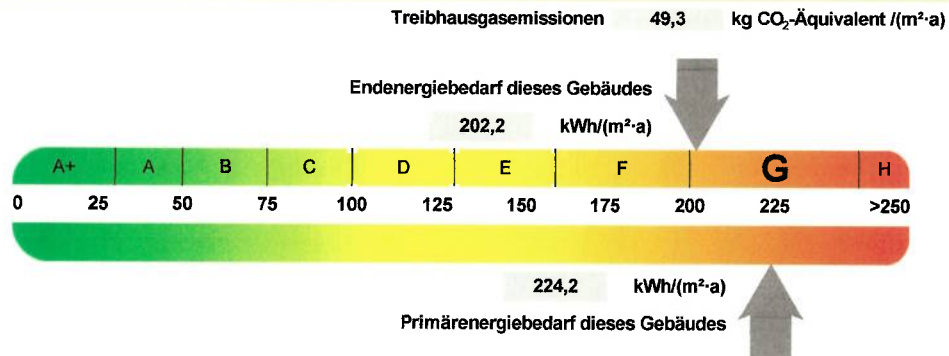 Treibhausgasemissionen 49,3 kg CO₂-Äquivalent /(m²·a)
Endenergiebedarf dieses Gebäudes
202,2 kWh/(m²·a)
A+ A B C D E F G H
0 25 50 75 100 125 150 175 200 225 >250
224,2 kWh/(m²·a)
Primärenergiebedarf dieses Gebäudes